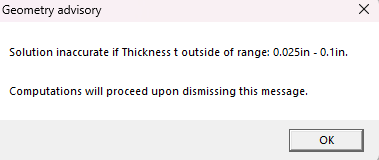 Geometry advisory
Solution inaccurate if Thickness t outside of range: 0.025in - 0.1in.
Computations will proceed upon dismissing this message.
OK